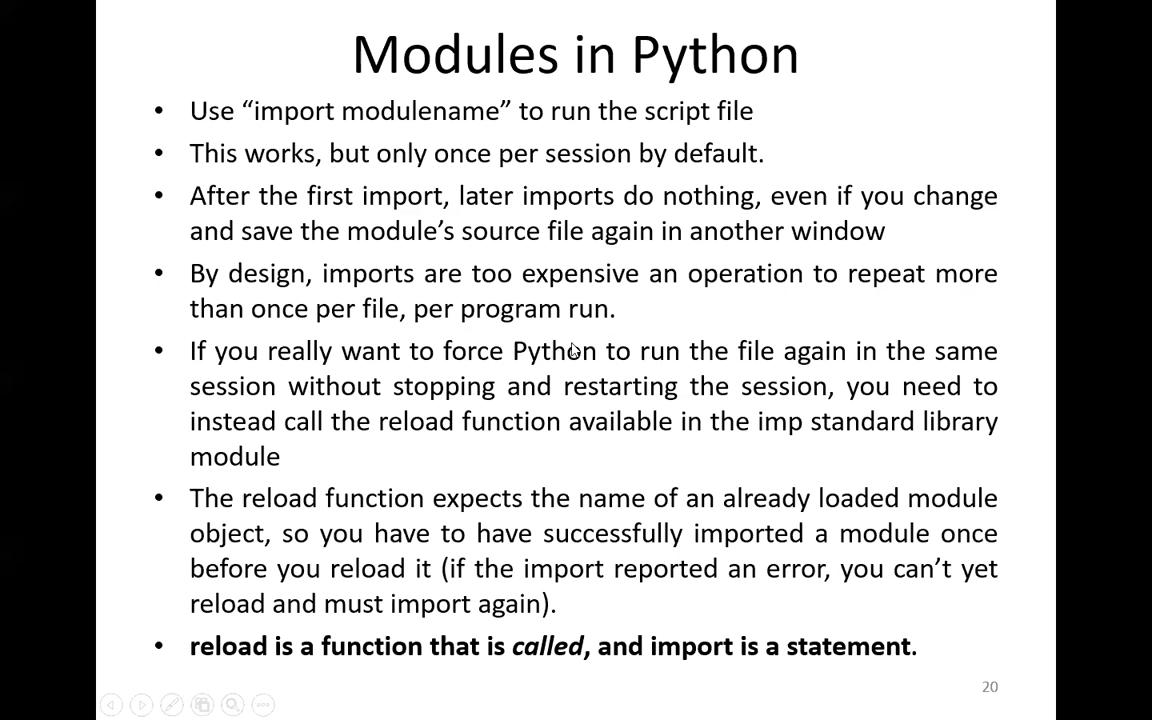 Modules in Python
• Use “import modulename” to run the script file
• This works, but only once per session by default.
• After the first import, later imports do nothing, even if you change
and save the module’s source file again in another window
• By design, imports are too expensive an operation to repeat more
than once per file, per program run.
• If you really want to force Python to run the file again in the same
session without stopping and restarting the session, you need to
instead call the reload function available in the imp standard library
module
• The reload function expects the name of an already loaded module
object, so you have to have successfully imported a module once
before you reload it (if the import reported an error, you can’t yet
reload and must import again).
• reload is a function that is called, and import is a statement.
20